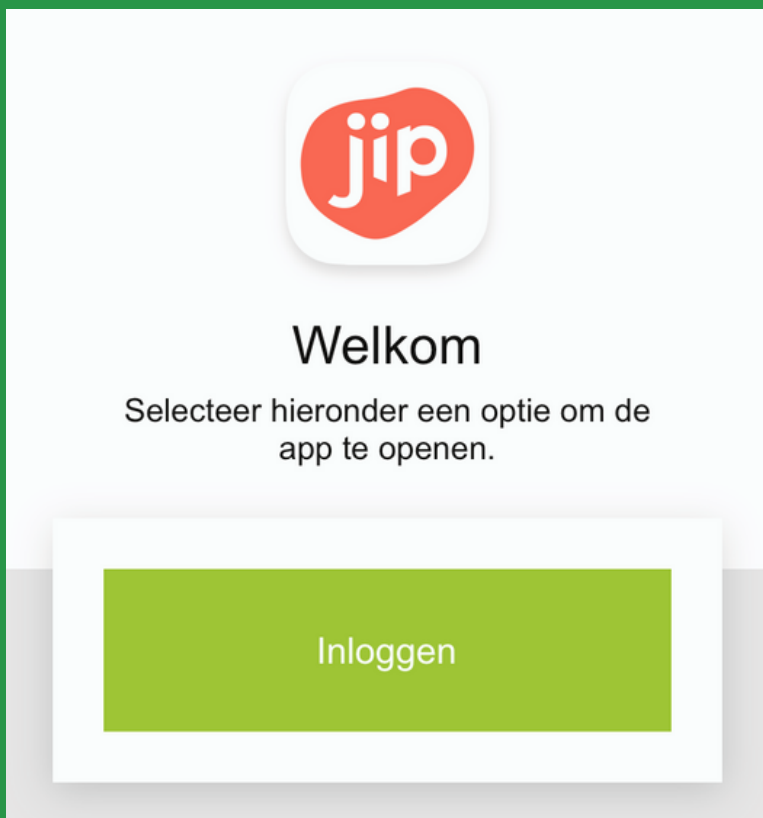 jip
Welkom
Selecteer hieronder een optie om de
app te openen.
Inloggen